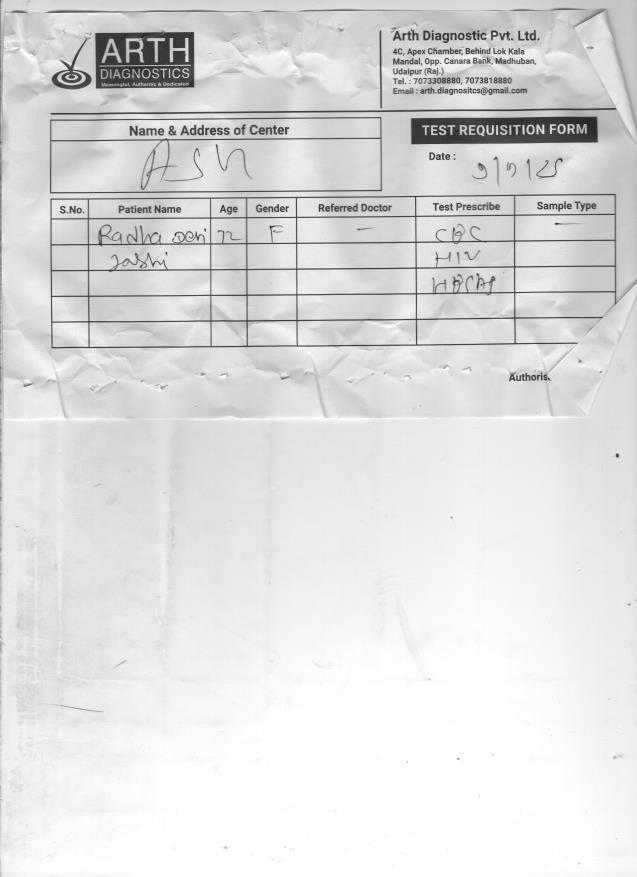 ARTH
DIAGNOSTICS
Meaningful, Authentic & Dedicated
Arth Diagnostic Pvt. Ltd.
4C, Apex Chamber, Behind Lok Kala
Mandal, Opp. Canara Bank, Madhuban,
Udaipur (Raj.)
Tel. : 7073308880, 7073818880
Email : arth.diagnositcs@gmail.com
Name & Address of Center
ASH
TEST REQUISITION FORM
Date : 9/7/25
S.No. Patient Name Age Gender Referred Doctor Test Prescribe Sample Type
Radha Devi 72 F - CBC -
Joshi HIV
HBSAg
Authoris